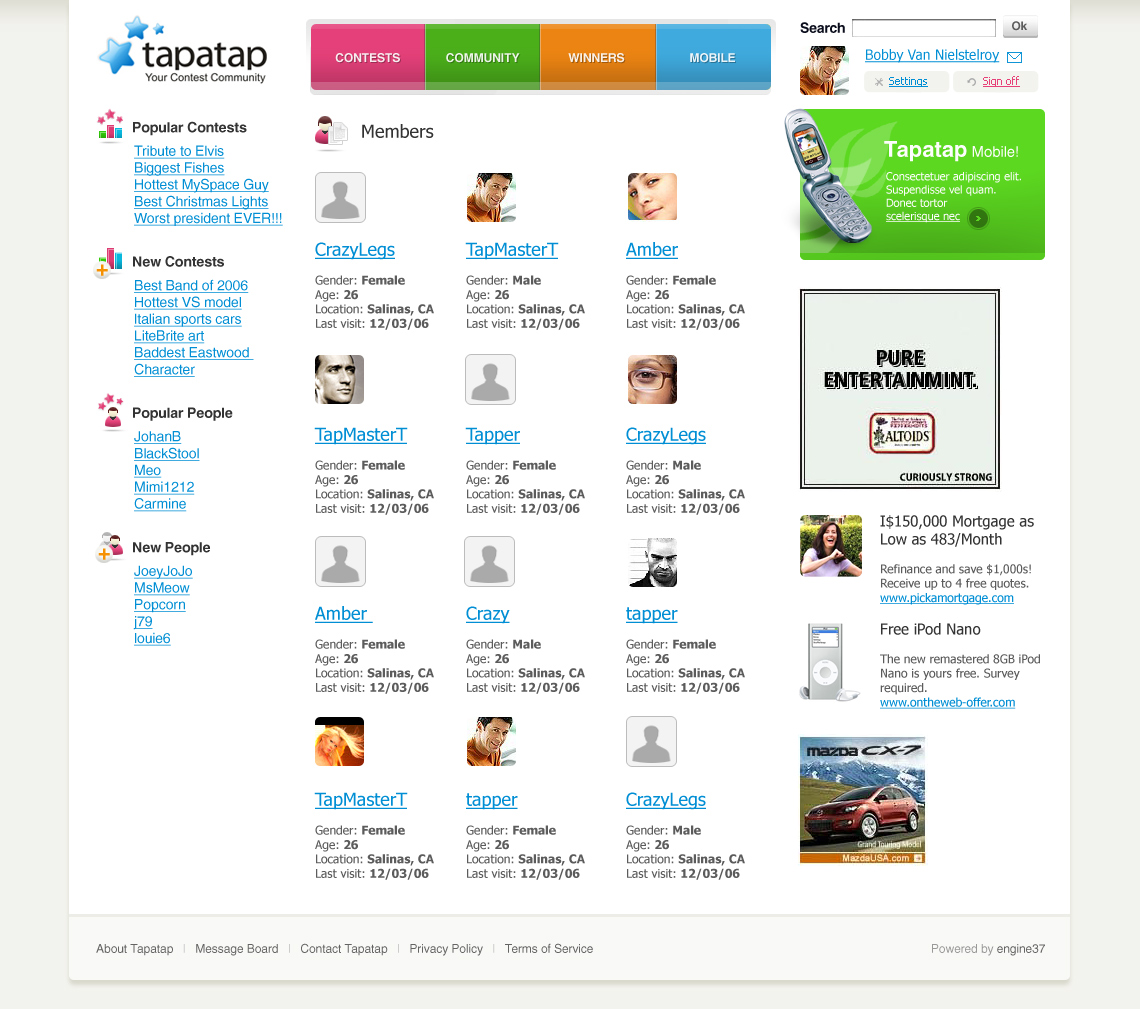 tapatap
Your Contest Community
CONTESTS
COMMUNITY
WINNERS
MOBILE
Search
Ok
Bobby Van Nielstelroy
Settings
Sign off
Popular Contests
Tribute to Elvis
Biggest Fishes
Hottest MySpace Guy
Best Christmas Lights
Worst president EVER!!!
New Contests
Best Band of 2006
Hottest VS model
Italian sports cars
LiteBrite art
Baddest Eastwood
Character
Popular People
JohanB
BlackStool
Meo
Mimi1212
Carmine
New People
JoeyJoJo
MsMeow
Popcorn
j79
louie6
Members
CrazyLegs
Gender: Female
Age: 26
Location: Salinas, CA
Last visit: 12/03/06
TapMasterT
Gender: Male
Age: 26
Location: Salinas, CA
Last visit: 12/03/06
Amber
Gender: Female
Age: 26
Location: Salinas, CA
Last visit: 12/03/06
TapMasterT
Gender: Female
Age: 26
Location: Salinas, CA
Last visit: 12/03/06
Tapper
Gender: Female
Age: 26
Location: Salinas, CA
Last visit: 12/03/06
CrazyLegs
Gender: Male
Age: 26
Location: Salinas, CA
Last visit: 12/03/06
Amber
Gender: Female
Age: 26
Location: Salinas, CA
Last visit: 12/03/06
Crazy
Gender: Male
Age: 26
Location: Salinas, CA
Last visit: 12/03/06
tapper
Gender: Female
Age: 26
Location: Salinas, CA
Last visit: 12/03/06
TapMasterT
Gender: Female
Age: 26
Location: Salinas, CA
Last visit: 12/03/06
tapper
Gender: Female
Age: 26
Location: Salinas, CA
Last visit: 12/03/06
CrazyLegs
Gender: Male
Age: 26
Location: Salinas, CA
Last visit: 12/03/06
Tapatap Mobile!
Consectetuer adipiscing elit.
Suspendisse vel quam.
Donec tortor
scelerisque nec
PURE
ENTERTAINMINT.
ALTOIDS
CURIOUSLY STRONG
I$150,000 Mortgage as
Low as 483/Month
Refinance and save $1,000s!
Receive up to 4 free quotes.
www.pickamortgage.com
Free iPod Nano
The new remastered 8GB iPod
Nano is yours free. Survey
required.
www.ontheweb-offer.com
mazDa CX-7
Grand Touring Model
MazdaUSA.com
About Tapatap
Message Board
Contact Tapatap
Privacy Policy
Terms of Service
Powered by engine37